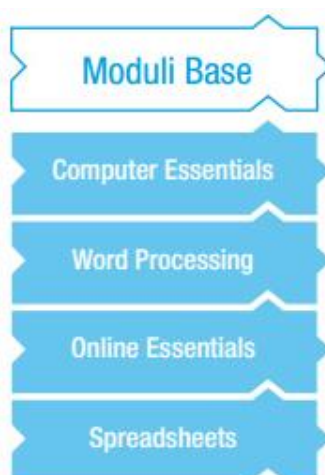 Moduli Base
Computer Essentials
Word Processing
Online Essentials
Spreadsheets